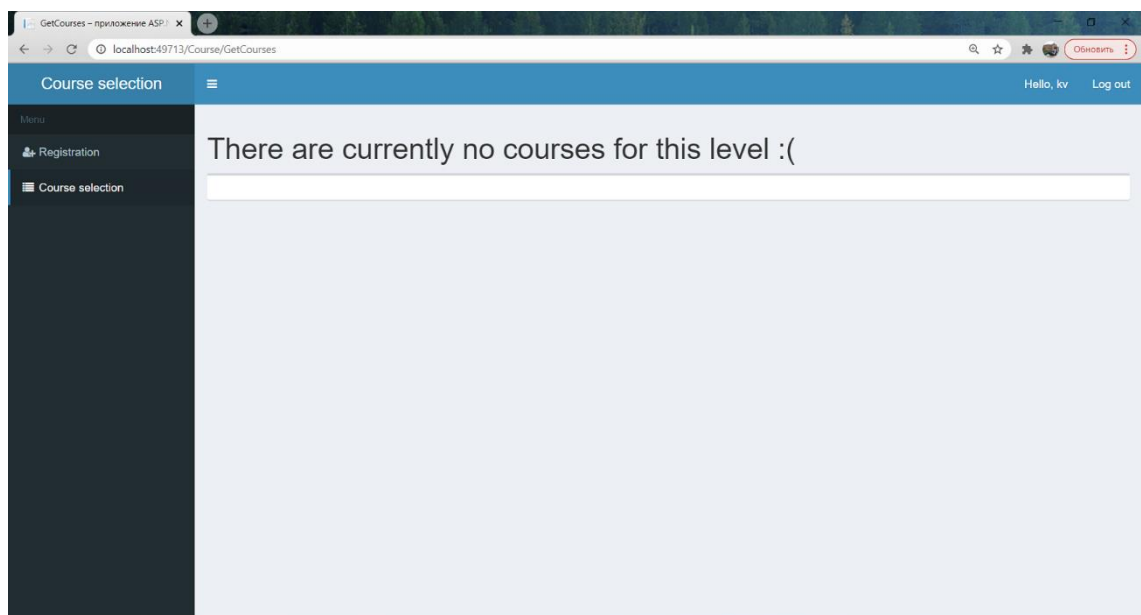 GetCourses – приложение ASP.N
localhost:49713/Course/GetCourses
Обновить
Course selection
Hello, kv Log out
Menu
Registration
There are currently no courses for this level :(
Course selection